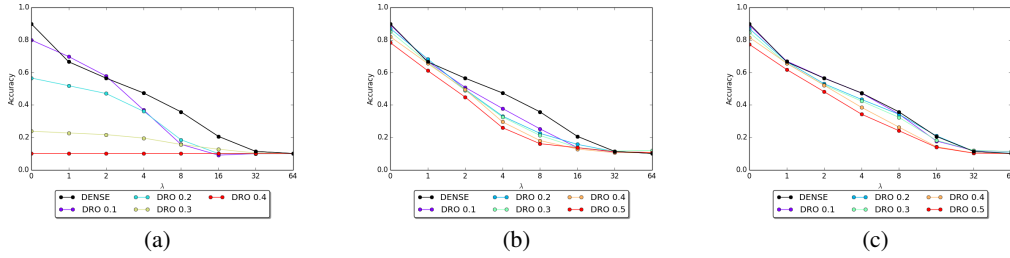 1.0
0.8
0.6
0.4
0.2
0.0
Accuracy
0 1 2 4 8 16 32 64
λ
DENSE DRO 0.2 DRO 0.4
DRO 0.1 DRO 0.3
(a)
1.0
0.8
0.6
0.4
0.2
0.0
Accuracy
0 1 2 4 8 16 32 64
λ
DENSE DRO 0.2 DRO 0.4
DRO 0.1 DRO 0.3 DRO 0.5
(b)
1.0
0.8
0.6
0.4
0.2
0.0
Accuracy
0 1 2 4 8 16 32 64
λ
DENSE DRO 0.2 DRO 0.4
DRO 0.1 DRO 0.3 DRO 0.5
(c)